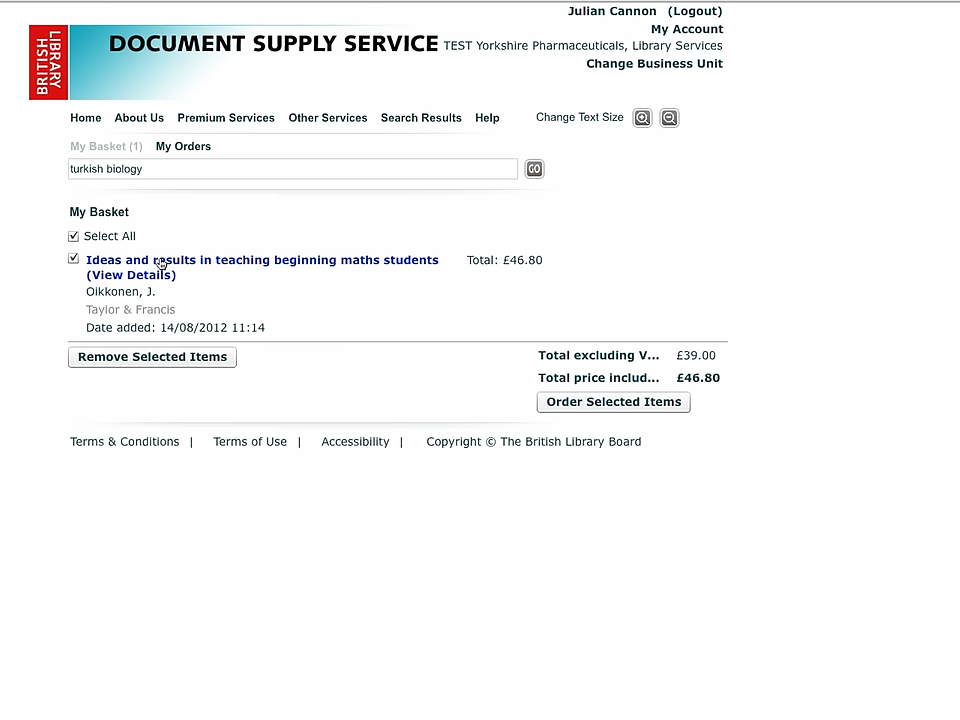 Julian Cannon (Logout)
My Account
BRITISH LIBRARY
DOCUMENT SUPPLY SERVICE
TEST Yorkshire Pharmaceuticals, Library Services
Change Business Unit
Home About Us Premium Services Other Services Search Results Help Change Text Size
My Basket (1) My Orders
turkish biology GO
My Basket
Select All
Ideas and results in teaching beginning maths students Total: £46.80
(View Details)
Oikkonen, J.
Taylor & Francis
Date added: 14/08/2012 11:14
Remove Selected Items
Total excluding V... £39.00
Total price includ... £46.80
Order Selected Items
Terms & Conditions | Terms of Use | Accessibility | Copyright © The British Library Board